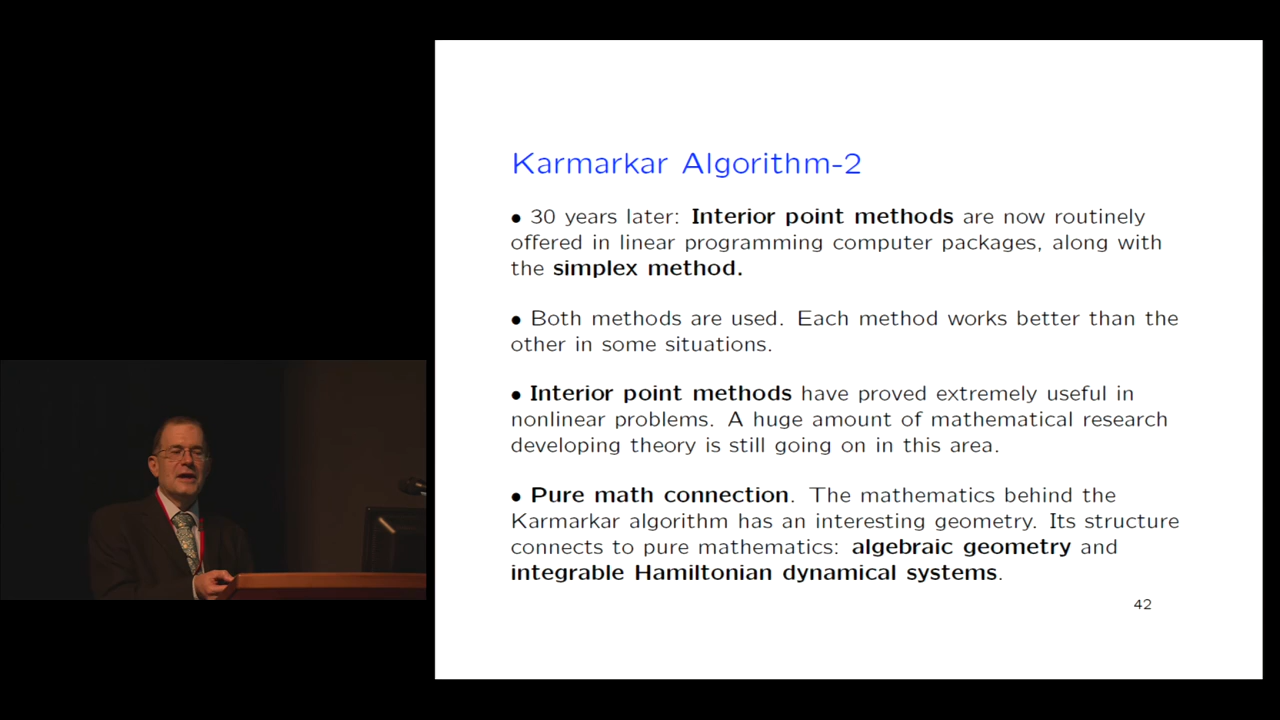 Karmarkar Algorithm-2
• 30 years later: Interior point methods are now routinely
offered in linear programming computer packages, along with
the simplex method.
• Both methods are used. Each method works better than the
other in some situations.
• Interior point methods have proved extremely useful in
nonlinear problems. A huge amount of mathematical research
developing theory is still going on in this area.
• Pure math connection. The mathematics behind the
Karmarkar algorithm has an interesting geometry. Its structure
connects to pure mathematics: algebraic geometry and
integrable Hamiltonian dynamical systems.
42